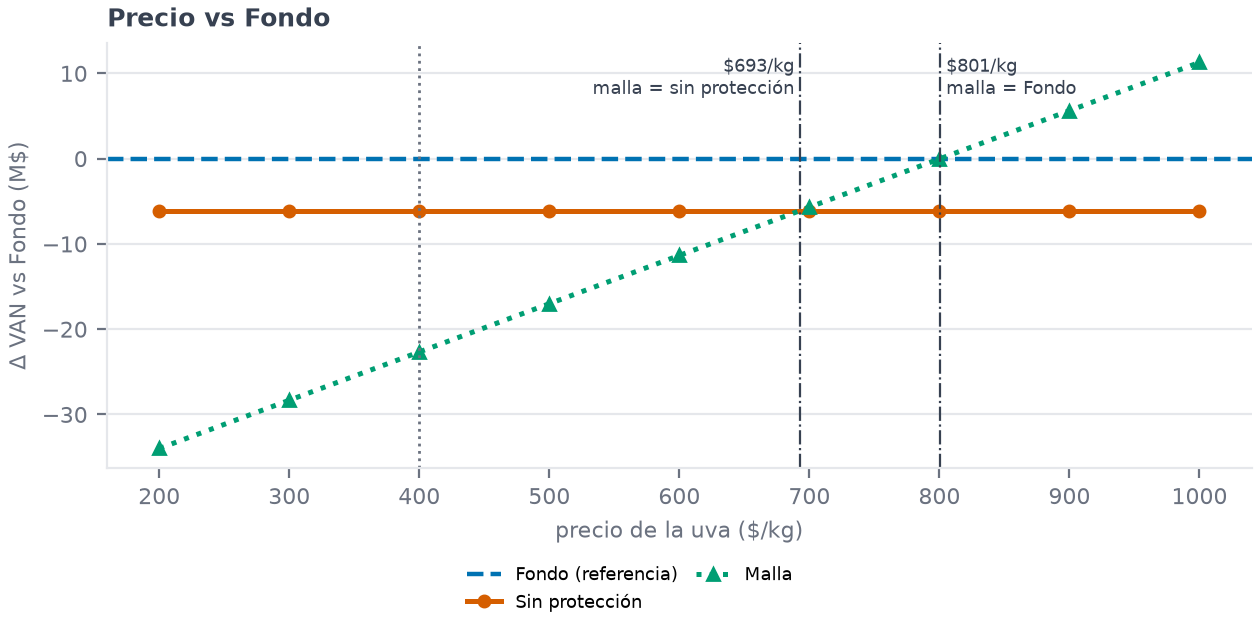 Precio vs Fondo
$693/kg
malla = sin protección
$801/kg
malla = Fondo
Δ VAN vs Fondo (M$)
10
0
−10
−20
−30
200 300 400 500 600 700 800 900 1000
precio de la uva ($/kg)
Fondo (referencia) Malla
Sin protección